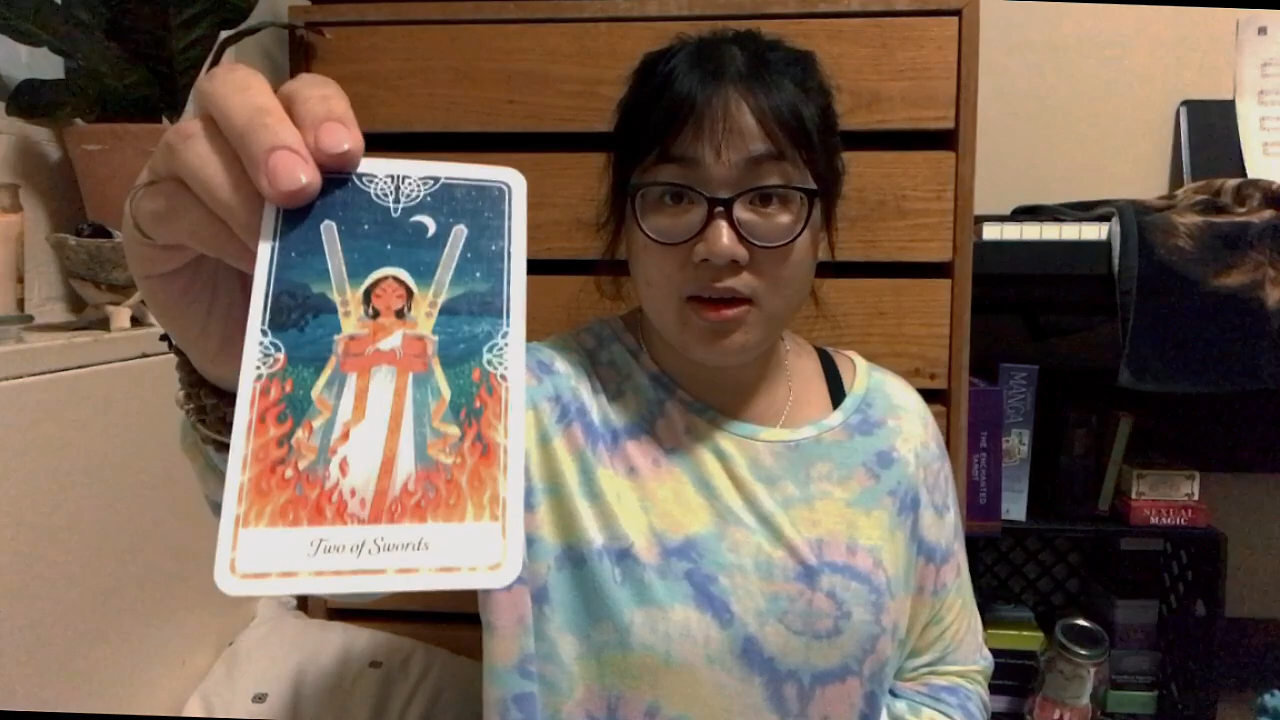 Two of Swords
THE ENCHANTED
TAROT
MANGA
SEXUAL
MAGIC